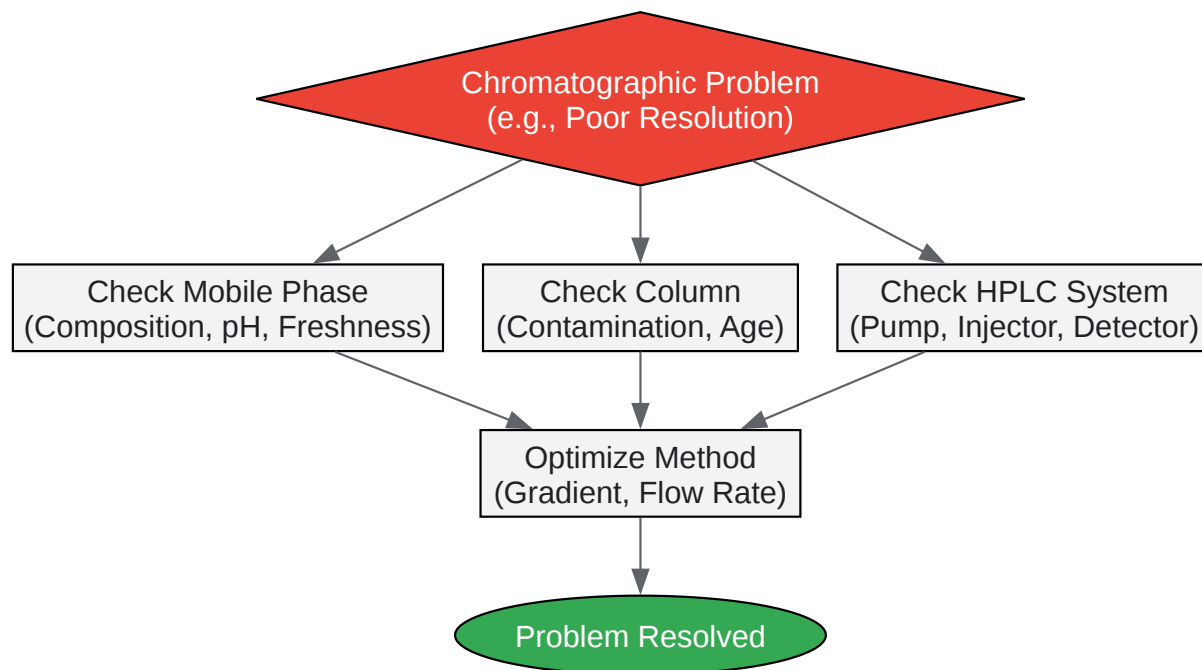 Chromatographic Problem
(e.g., Poor Resolution)
Check Mobile Phase
(Composition, pH, Freshness)
Check Column
(Contamination, Age)
Check HPLC System
(Pump, Injector, Detector)
Optimize Method
(Gradient, Flow Rate)
Problem Resolved